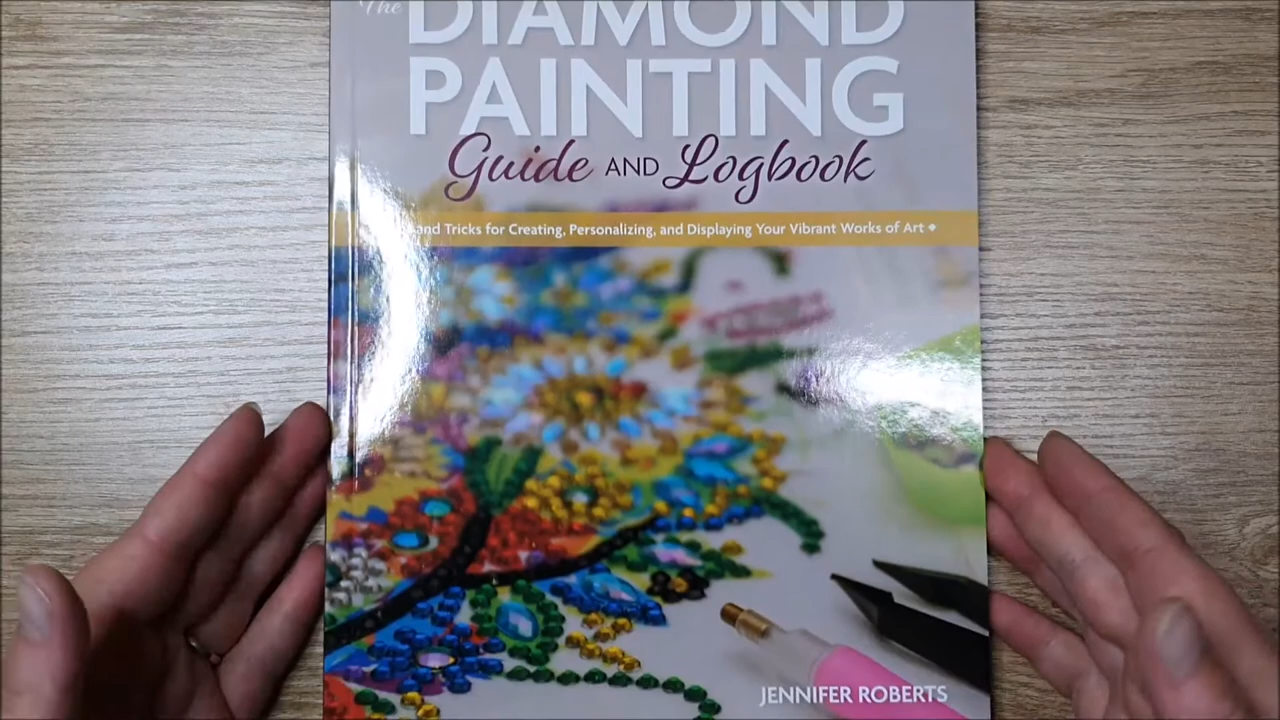 The
DIAMOND
PAINTING
Guide AND Logbook
and Tricks for Creating, Personalizing, and Displaying Your Vibrant Works of Art
JENNIFER ROBERTS